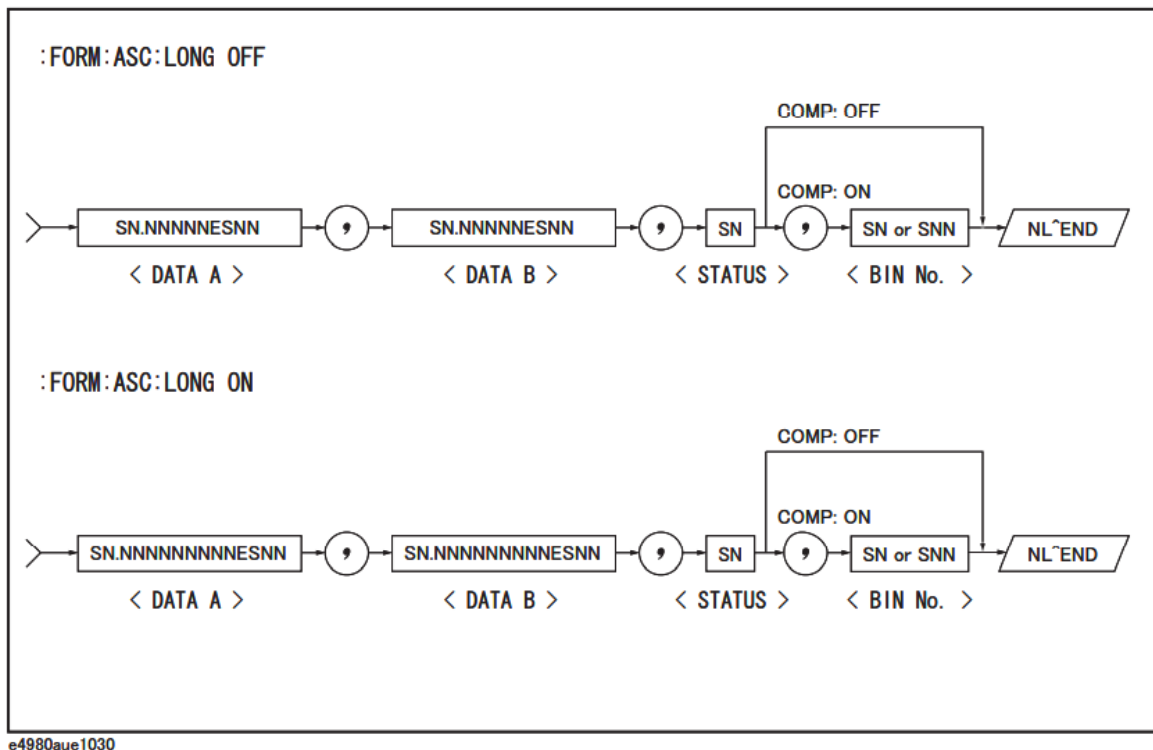 :FORM:ASC:LONG OFF
COMP: OFF
COMP: ON
SN.NNNNNESNN , SN.NNNNNESNN , SN , SN or SNN NL^END
< DATA A > < DATA B > < STATUS > < BIN No. >
:FORM:ASC:LONG ON
COMP: OFF
COMP: ON
SN.NNNNNNNNNESNN , SN.NNNNNNNNNESNN , SN , SN or SNN NL^END
< DATA A > < DATA B > < STATUS > < BIN No. >
e4980aue1030